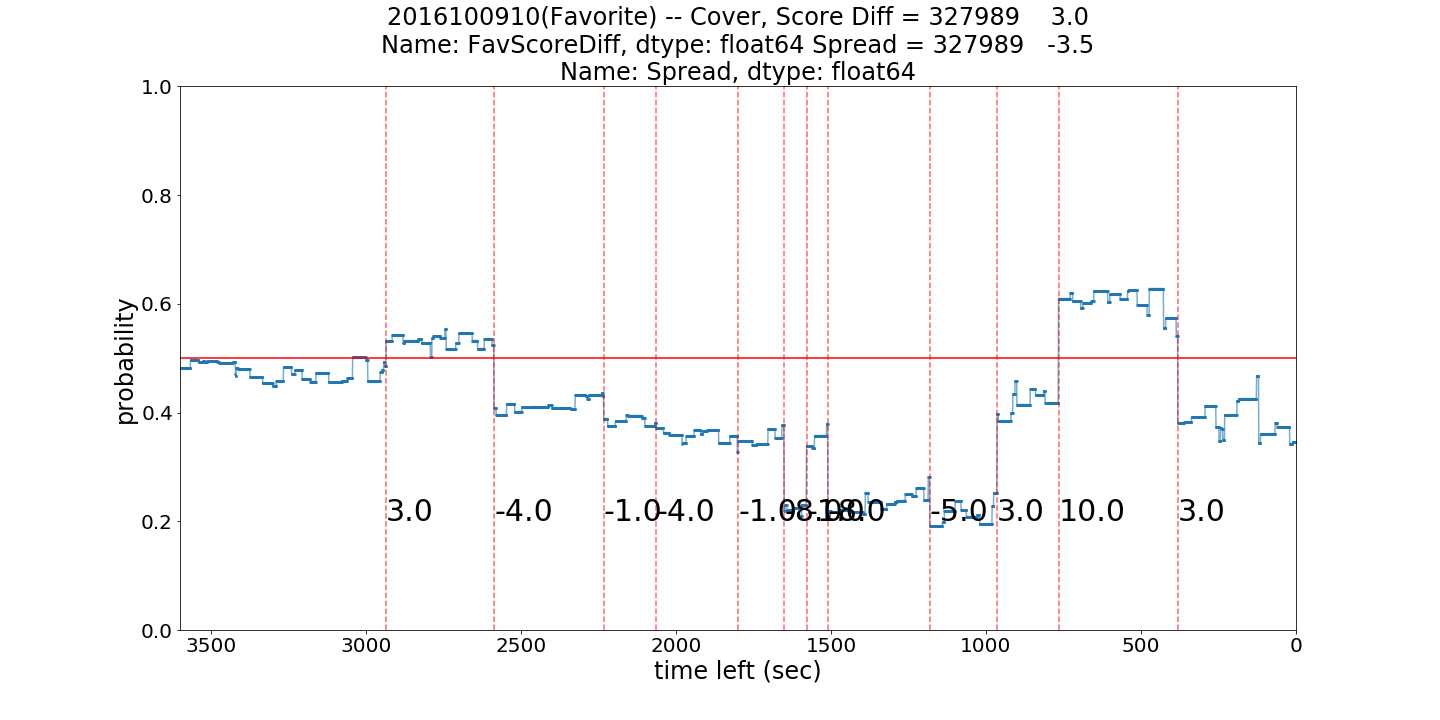 2016100910(Favorite) -- Cover, Score Diff = 327989    3.0
Name: FavScoreDiff, dtype: float64 Spread = 327989   -3.5
Name: Spread, dtype: float64
1.0
0.8
0.6
0.4
0.2
0.0
probability
3.0 -4.0 -1.0 -4.0 -1.0 -5.0 3.0 10.0 3.0
3500 3000 2500 2000 1500 1000 500 0
time left (sec)